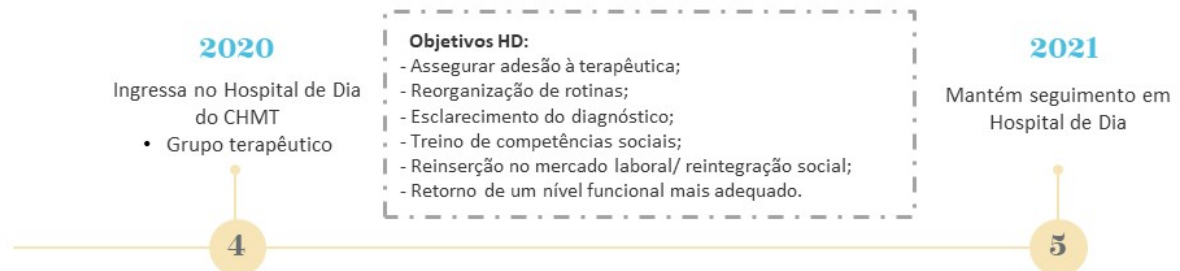 2020
Ingressa no Hospital de Dia
do CHMT
• Grupo terapêutico
Objetivos HD:
- Assegurar adesão à terapêutica;
- Reorganização de rotinas;
- Esclarecimento do diagnóstico;
- Treino de competências sociais;
- Reinserção no mercado laboral/ reintegração social;
- Retorno de um nível funcional mais adequado.
2021
Mantém seguimento em
Hospital de Dia
4
5